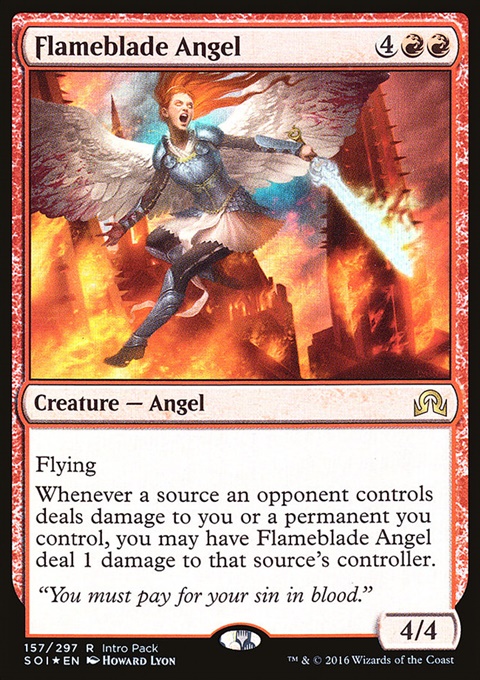 Flameblade Angel 4
Creature — Angel
Flying
Whenever a source an opponent controls
deals damage to you or a permanent you
control, you may have Flameblade Angel
deal 1 damage to that source's controller.
"You must pay for your sin in blood."
4/4
157/297 R Intro Pack
SOI★EN Howard Lyon
™ & © 2016 Wizards of the Coast